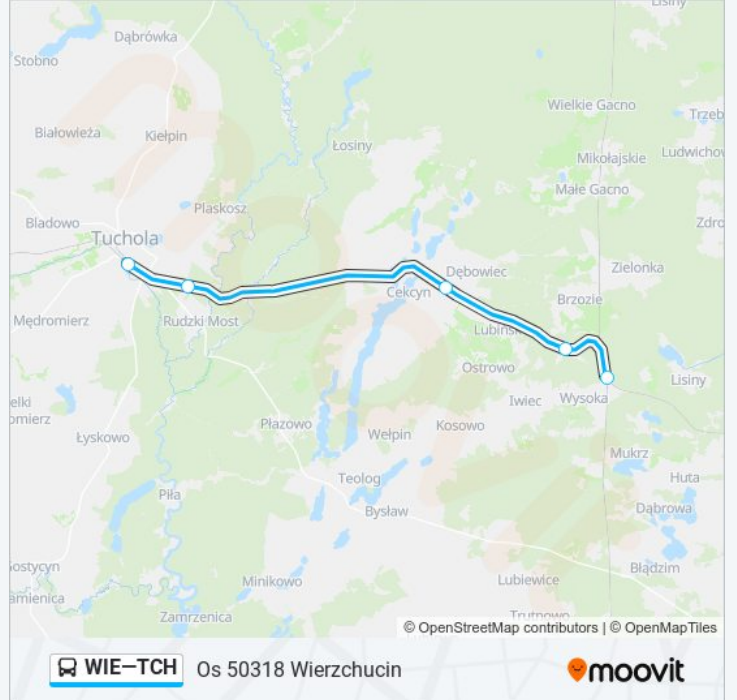 Lisiny
Dąbrówka
Stobno
Wielkie Gacno
Trzeb
Białowieża
Kiełpin
Łosiny
Mikołajskie
Ludwichov
Małe Gacno
Plaskosz
Bladowo
Zdro
Tuchola
Dębowiec
Zielonka
Cekcyn
Brzozie
Mędromierz
Rudzki Most
Lubińsk
Ostrowo
Lisiny
elki
omierz
Iwiec
Wysoka
Płazowo
Kosowo
Wełpin
Łyskowo
Mukrz
Teolog
Huta
Piła
Bysław
Dąbrowa
Gostycyn
Błądzim
amienica
Minikowo
Lubiewice
Zamrzenica
Trutnowo
© OpenStreetMap contributors | © OpenMapTiles
WIE—TCH
Os 50318 Wierzchucin
moovit